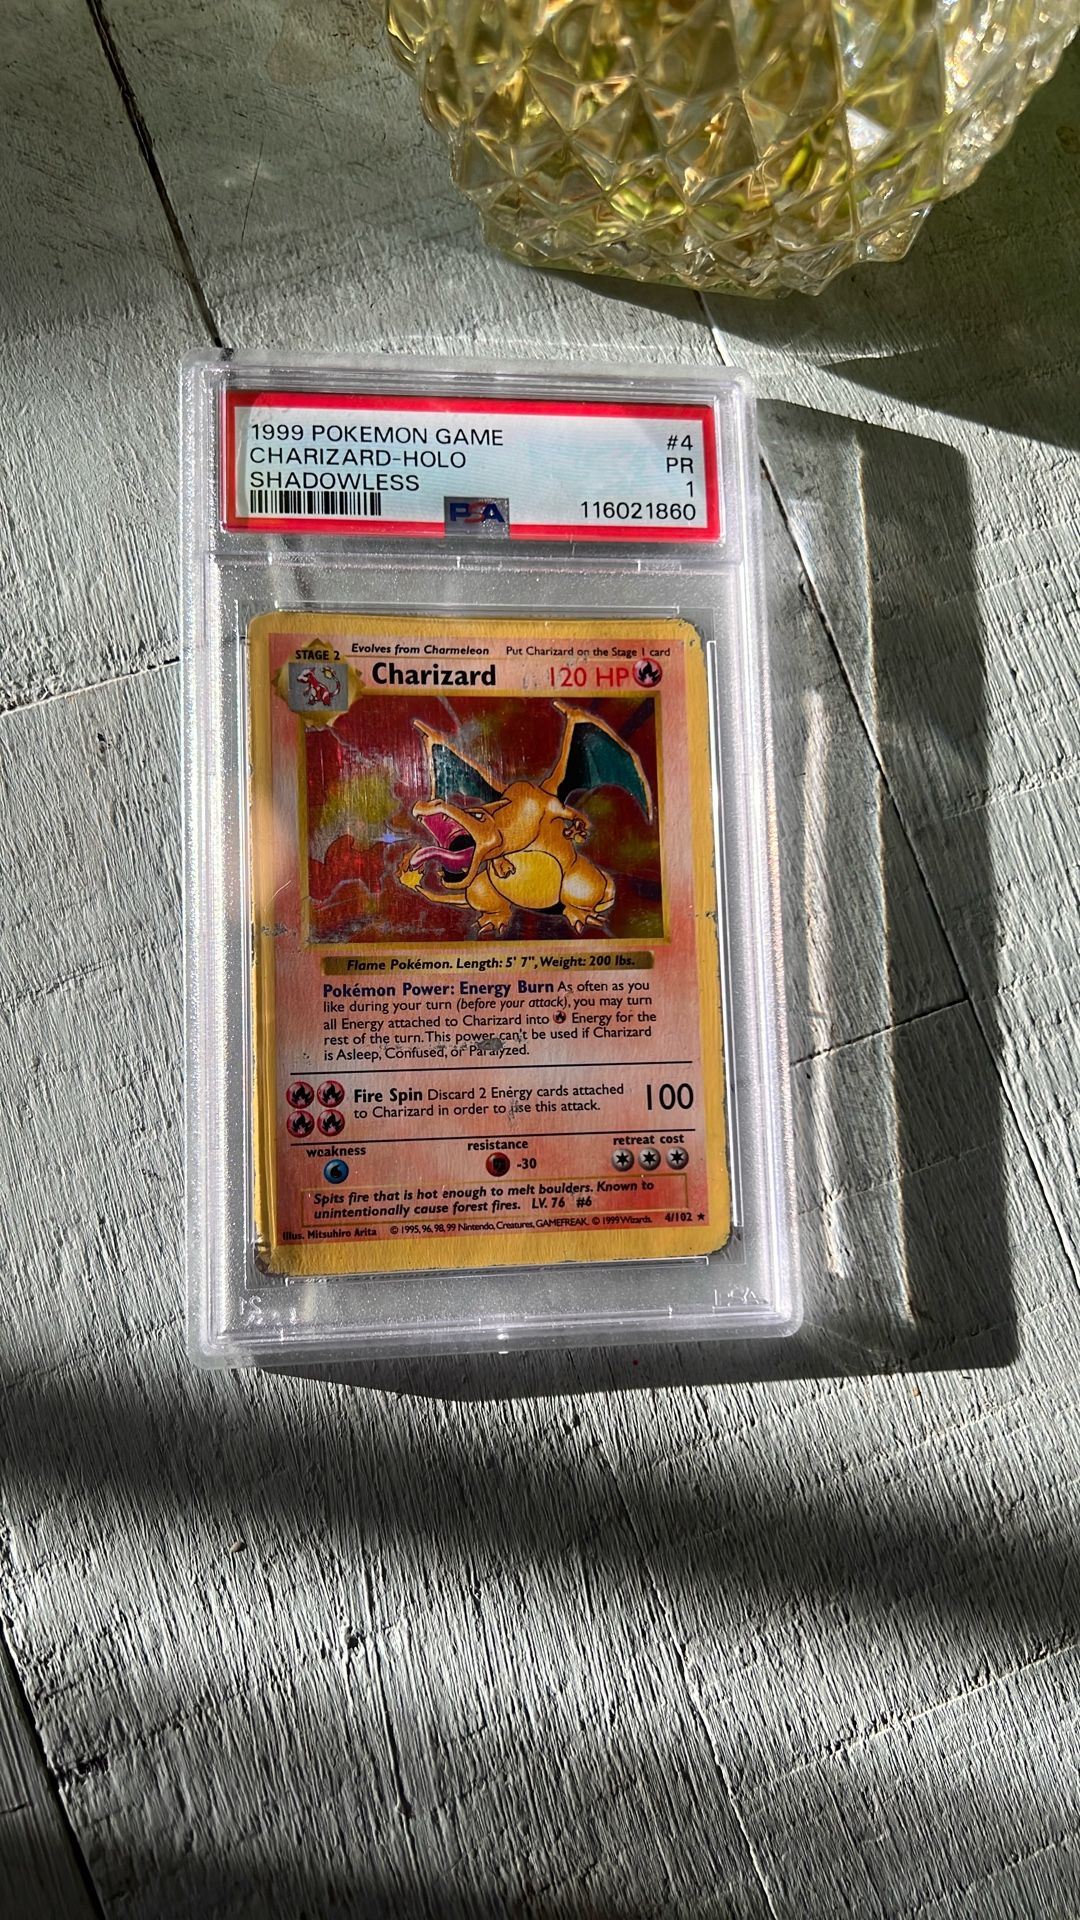 1999 POKEMON GAME #4
CHARIZARD-HOLO PR
SHADOWLESS 1
PSA 116021860
STAGE 2 Evolves from Charmeleon Put Charizard on the Stage 1 card
Charizard 120 HP
Flame Pokémon. Length: 5' 7", Weight: 200 lbs.
Pokémon Power: Energy Burn As often as you
like during your turn (before your attack), you may turn
all Energy attached to Charizard into Energy for the
rest of the turn. This power can't be used if Charizard
is Asleep, Confused, or Paralyzed.
Fire Spin Discard 2 Energy cards attached
to Charizard in order to use this attack. 100
weakness resistance retreat cost
-30
Spits fire that is hot enough to melt boulders. Known to
unintentionally cause forest fires. LV. 76 #6
Illus. Mitsuhiro Arita © 1995, 96, 98, 99 Nintendo, Creatures, GAMEFREAK. © 1999 Wizards. 4/102 ★